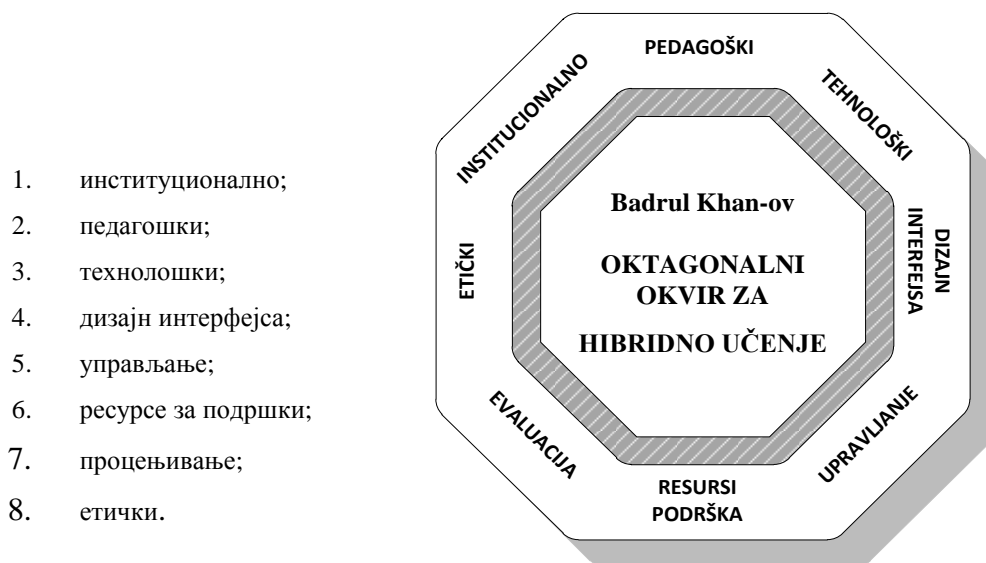 1. институционално;
2. педагошки;
3. технолошки;
4. дизајн интерфејса;
5. управљање;
6. ресурсе за подршки;
7. процењивање;
8. етички.
PEDAGOŠKI
TEHNOLOŠKI
DIZAJN
INTERFEJSA
UPRAVLJANJE
RESURSI
PODRŠKA
EVALUACIJA
ETIČKI
INSTITUCIONALNO
Badrul Khan-ov
OKTAGONALNI
OKVIR ZA
HIBRIDNO UČENJE